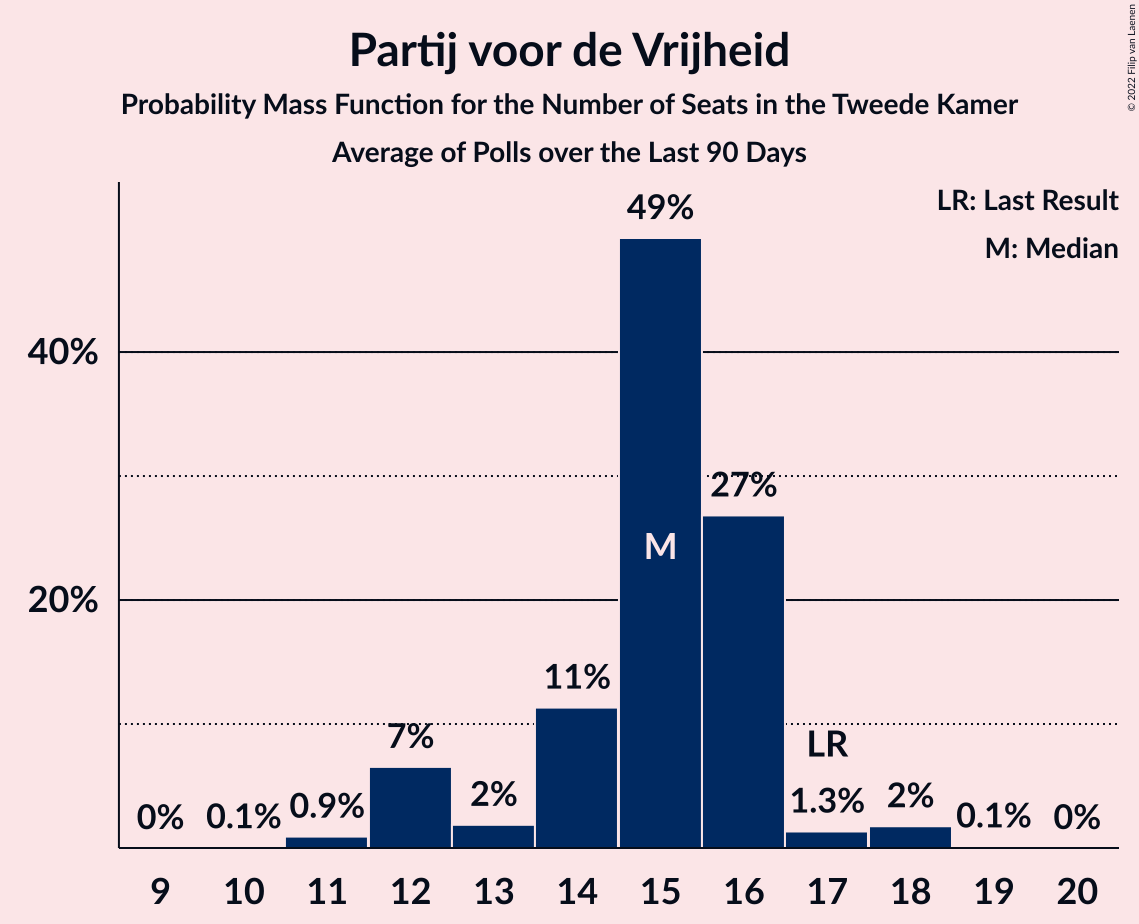 Partij voor de Vrijheid
Probability Mass Function for the Number of Seats in the Tweede Kamer
Average of Polls over the Last 90 Days
© 2022 Filip van Laenen
LR: Last Result
M: Median
40%
20%
0%
0.1%
0.9%
7%
2%
11%
49%
M
27%
LR
1.3%
2%
0.1%
0%
9 10 11 12 13 14 15 16 17 18 19 20